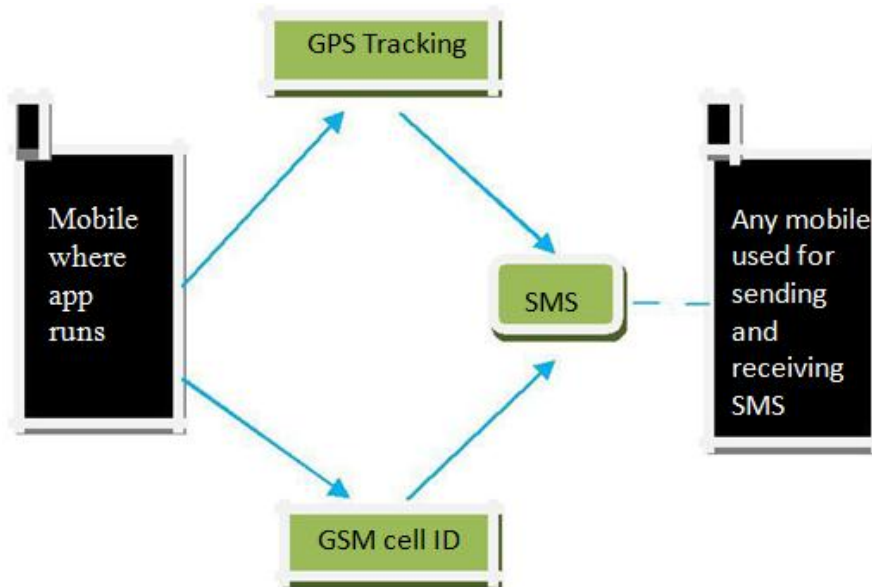 GPS Tracking
Mobile
where
app
runs
SMS
Any mobile
used for
sending
and
receiving
SMS
GSM cell ID